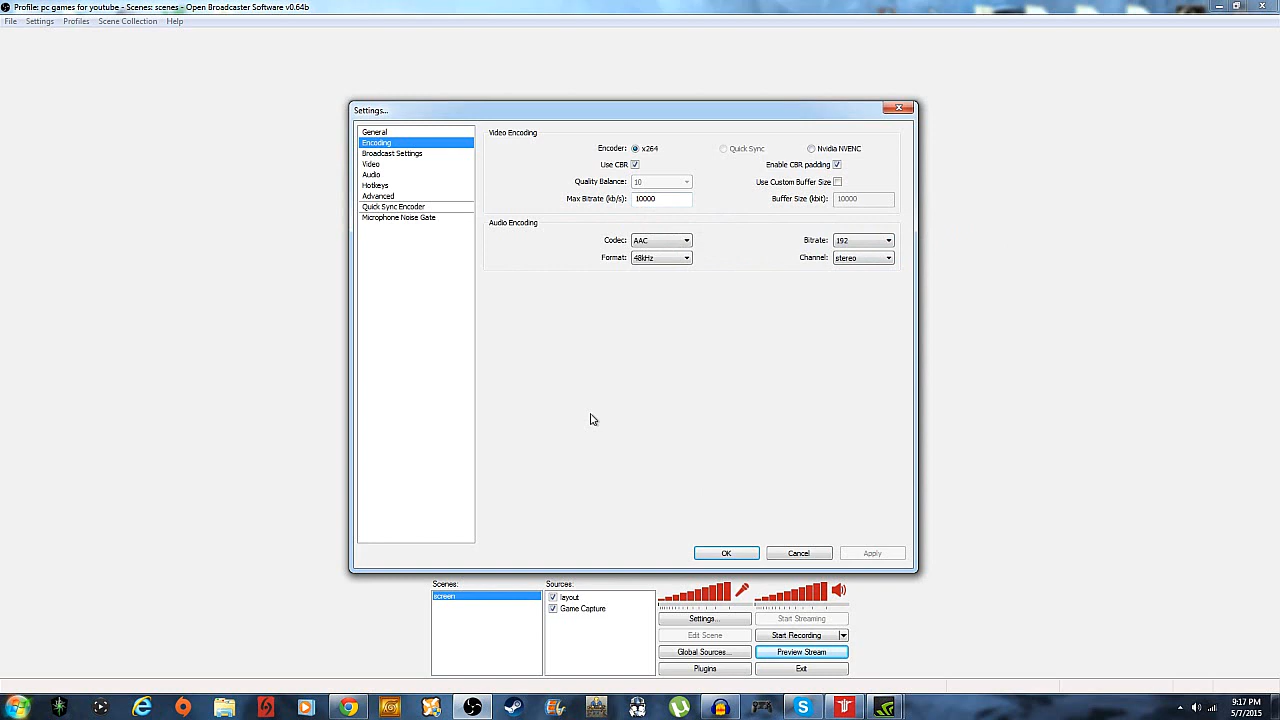 Profile: pc games for youtube - Scenes: scenes - Open Broadcaster Software v0.64b
File Settings Profiles Scene Collection Help
Settings...
General
Encoding
Broadcast Settings
Video
Audio
Hotkeys
Advanced
Quick Sync Encoder
Microphone Noise Gate
Video Encoding
Encoder: x264 Quick Sync Nvidia NVENC
Use CBR Enable CBR padding
Quality Balance: 10 Use Custom Buffer Size
Max Bitrate (kb/s): 10000 Buffer Size (kbit): 10000
Audio Encoding
Codec: AAC Bitrate: 192
Format: 48kHz Channel: stereo
OK Cancel Apply
Scenes: Sources:
screen
layout
Game Capture
Settings... Start Streaming
Edit Scene Start Recording
Global Sources... Preview Stream
Plugins Exit
9:17 PM
5/7/2015